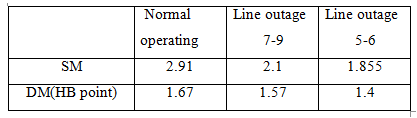 Normal operating Line outage 7-9 Line outage 5-6
SM 2.91 2.1 1.855
DM(HB point) 1.67 1.57 1.4